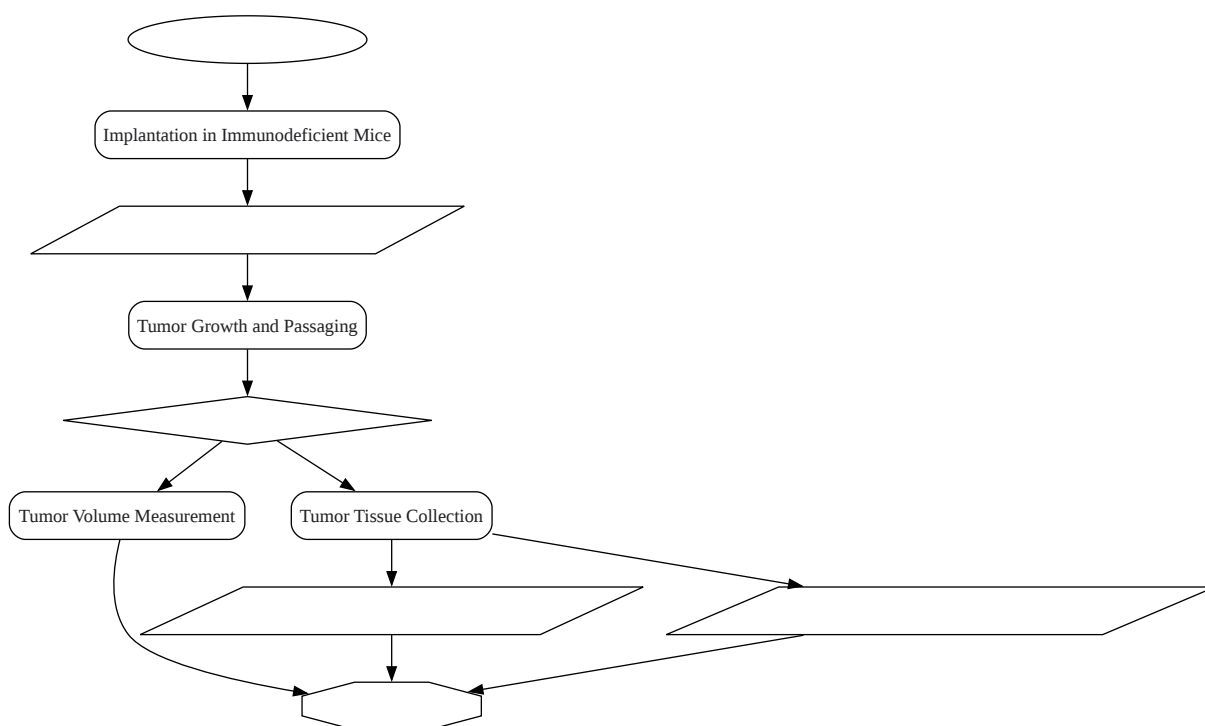 Implantation in Immunodeficient Mice
Tumor Growth and Passaging
Tumor Volume Measurement
Tumor Tissue Collection